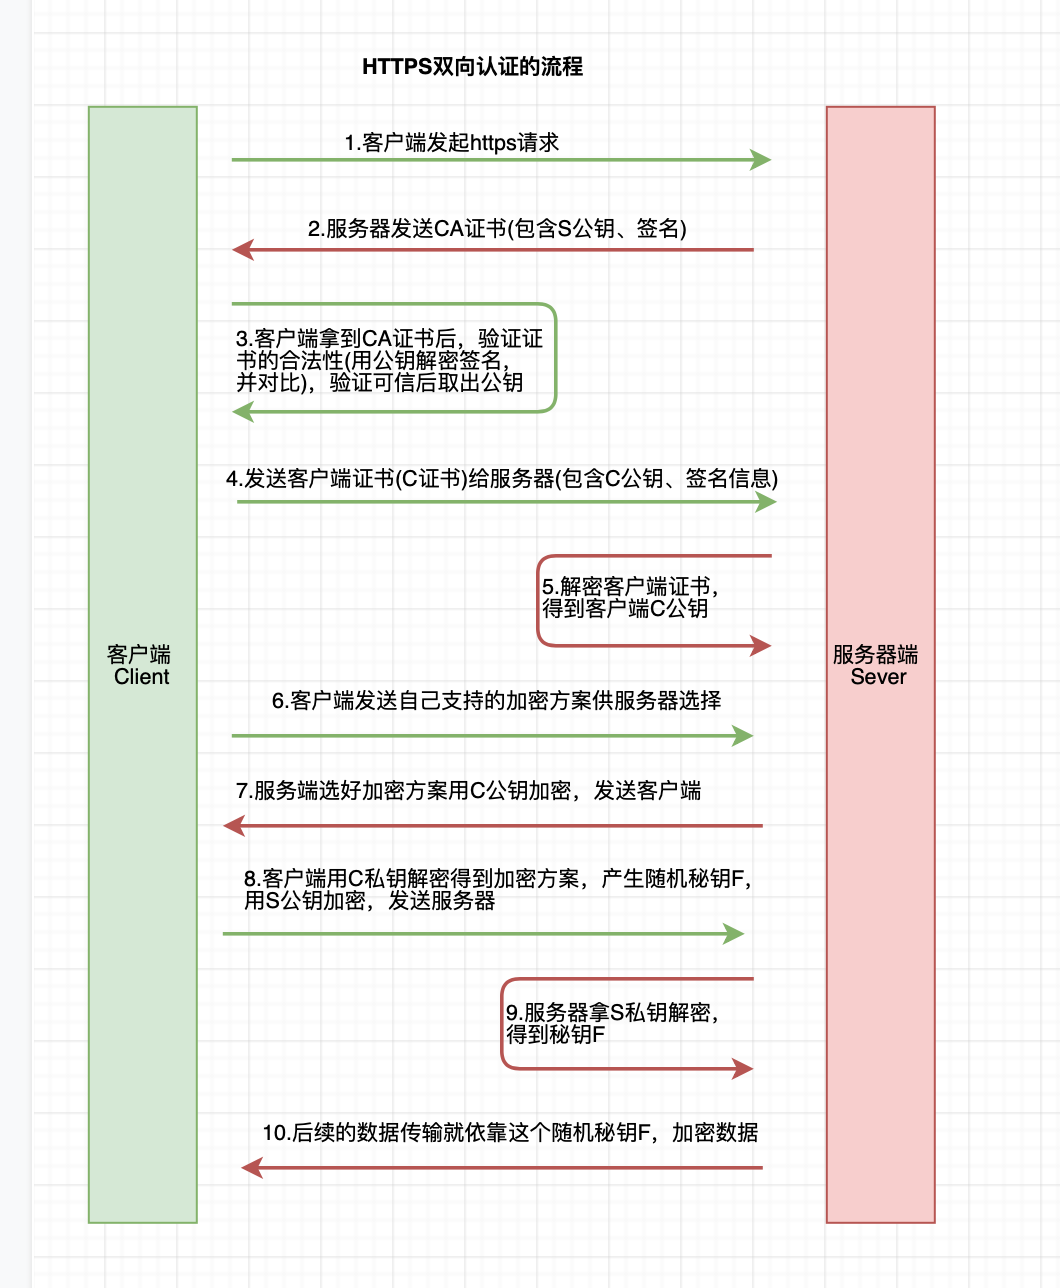 HTTPS双向认证的流程
1.客户端发起https请求
2.服务器发送CA证书(包含S公钥、签名)
3.客户端拿到CA证书后，验证证
书的合法性(用公钥解密签名，
并对比)，验证可信后取出公钥
4.发送客户端证书(C证书)给服务器(包含C公钥、签名信息)
5.解密客户端证书，
得到客户端C公钥
客户端
Client
服务器端
Sever
6.客户端发送自己支持的加密方案供服务器选择
7.服务端选好加密方案用C公钥加密，发送客户端
8.客户端用C私钥解密得到加密方案，产生随机秘钥F，
用S公钥加密，发送服务器
9.服务器拿S私钥解密，
得到秘钥F
10.后续的数据传输就依靠这个随机秘钥F，加密数据